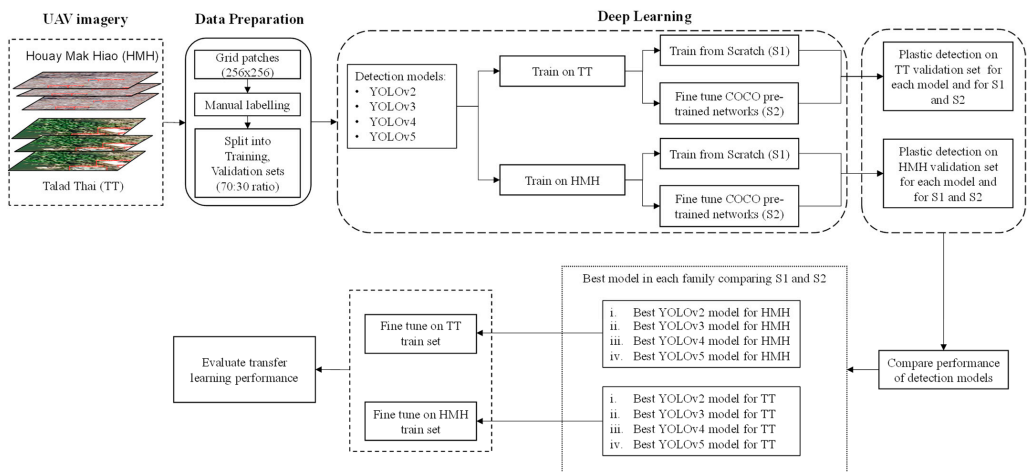 UAV imagery
Houay Mak Hiao (HMH)
Talad Thai (TT)
Data Preparation
Grid patches
(256x256)
Manual labelling
Split into
Training,
Validation sets
(70:30 ratio)
Deep Learning
Detection models:
• YOLOv2
• YOLOv3
• YOLOv4
• YOLOv5
Train on TT
Train from Scratch (S1)
Fine tune COCO pre-
trained networks (S2)
Train on HMH
Train from Scratch (S1)
Fine tune COCO pre-
trained networks (S2)
Plastic detection on
TT validation set for
each model and for S1
and S2
Plastic detection on
HMH validation set
for each model and
for S1 and S2
Compare performance
of detection models
Best model in each family comparing S1 and S2
i. Best YOLOv2 model for HMH
ii. Best YOLOv3 model for HMH
iii. Best YOLOv4 model for HMH
iv. Best YOLOv5 model for HMH
i. Best YOLOv2 model for TT
ii. Best YOLOv3 model for TT
iii. Best YOLOv4 model for TT
iv. Best YOLOv5 model for TT
Fine tune on TT
train set
Fine tune on HMH
train set
Evaluate transfer
learning performance